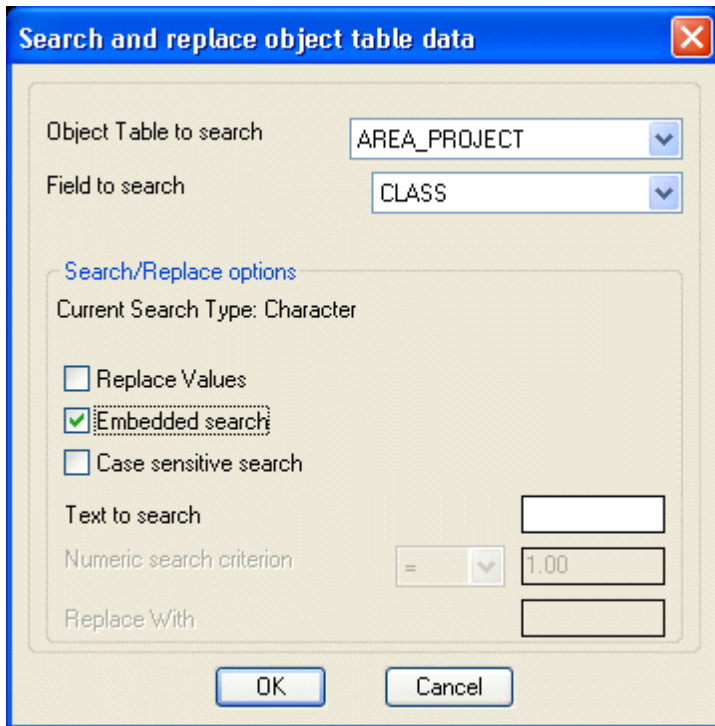 Search and replace object table data
Object Table to search AREA_PROJECT
Field to search CLASS
Search/Replace options
Current Search Type: Character
Replace Values
Embedded search
Case sensitive search
Text to search
Numeric search criterion = 1.00
Replace With
OK Cancel